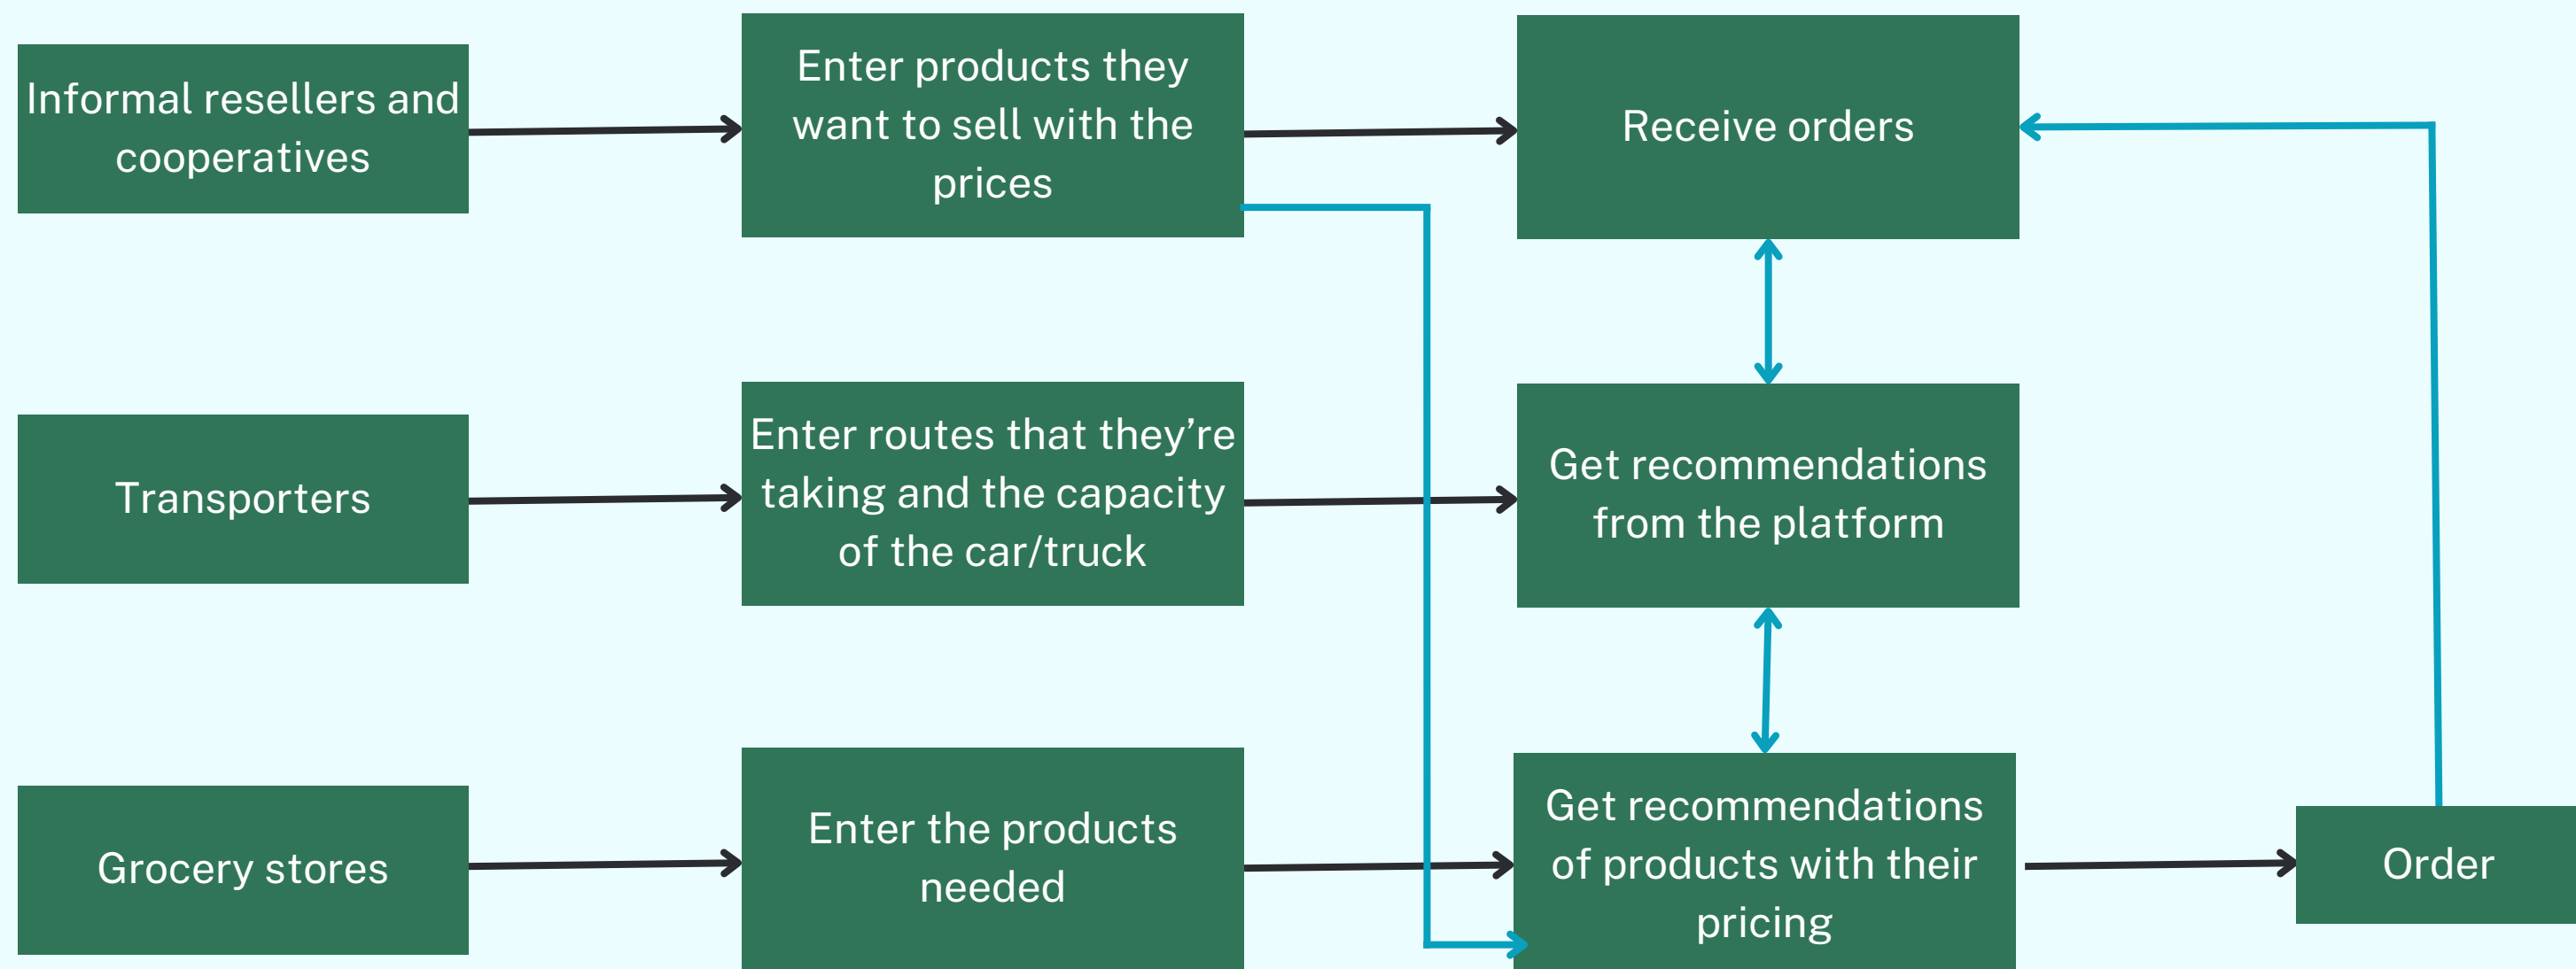 Informal resellers and
cooperatives
Enter products they
want to sell with the
prices
Receive orders
Transporters
Enter routes that they’re
taking and the capacity
of the car/truck
Get recommendations
from the platform
Grocery stores
Enter the products
needed
Get recommendations
of products with their
pricing
Order